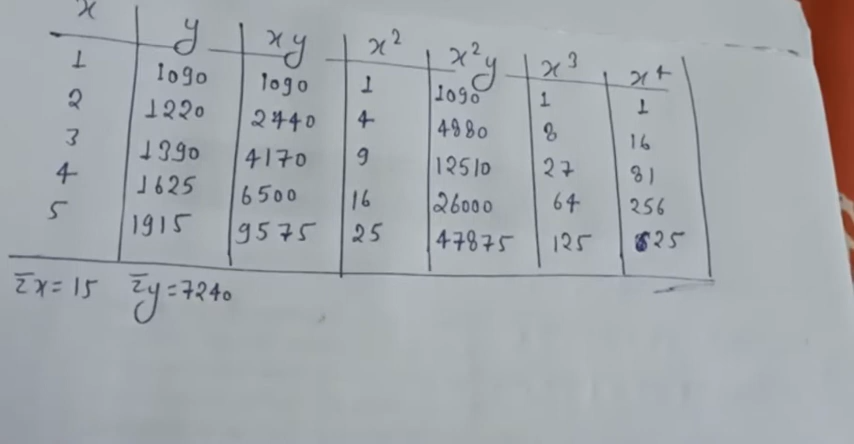 x y xy x² x²y x³ x⁴
1 1090 1090 1 1090 1 1
2 1220 2440 4 4880 8 16
3 1390 4170 9 12510 27 81
4 1625 6500 16 26000 64 256
5 1915 9575 25 47875 125 625
Σx = 15 Σy = 7240